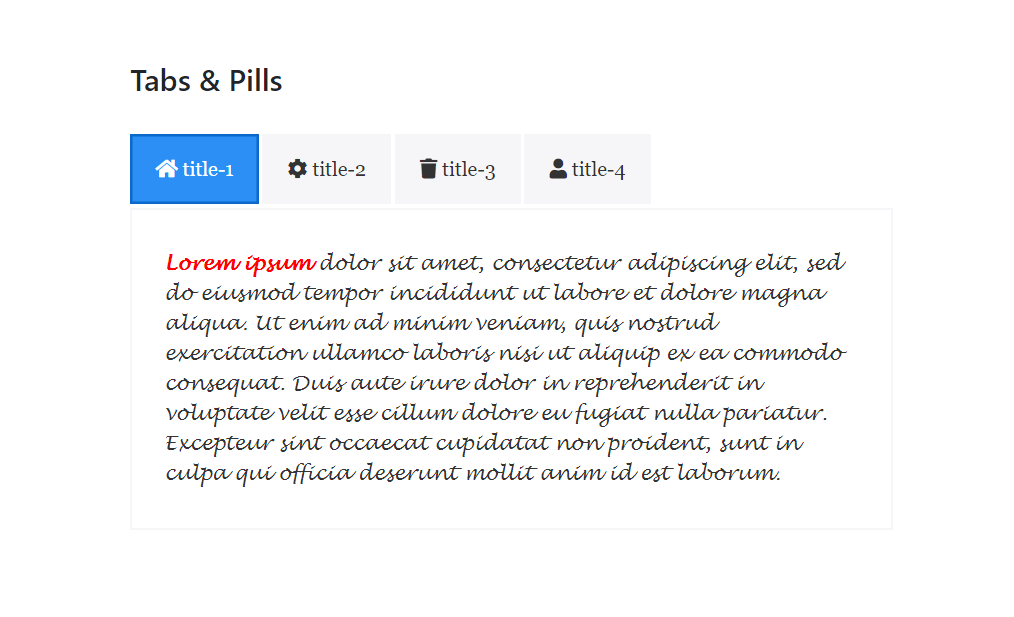 Tabs & Pills
title-1 title-2 title-3 title-4
Lorem ipsum dolor sit amet, consectetur adipiscing elit, sed
do eiusmod tempor incididunt ut labore et dolore magna
aliqua. Ut enim ad minim veniam, quis nostrud
exercitation ullamco laboris nisi ut aliquip ex ea commodo
consequat. Duis aute irure dolor in reprehenderit in
voluptate velit esse cillum dolore eu fugiat nulla pariatur.
Excepteur sint occaecat cupidatat non proident, sunt in
culpa qui officia deserunt mollit anim id est laborum.